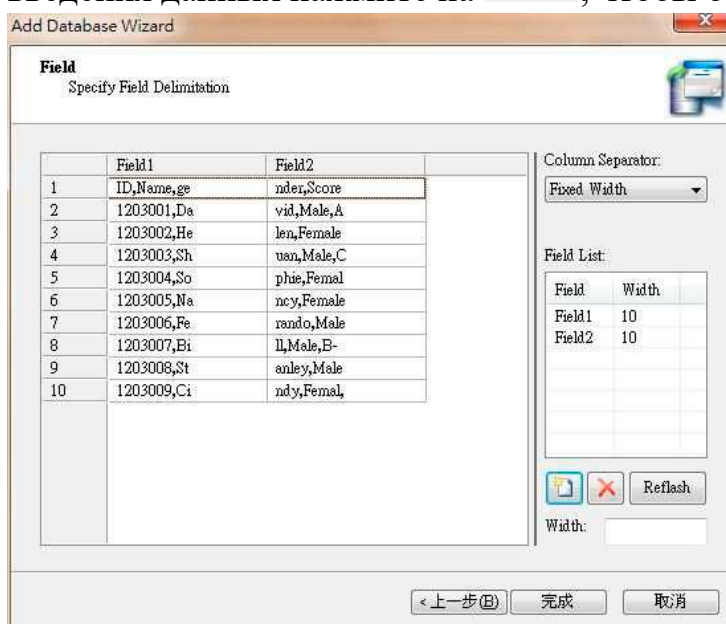 Add Database Wizard
Field
Specify Field Delimitation
Field1 Field2
1 ID,Name,ge nder,Score
2 1203001,Da vid,Male,A
3 1203002,He len,Female
4 1203003,Sh uan,Male,C
5 1203004,So phie,Femal
6 1203005,Na ncy,Female
7 1203006,Fe rando,Male
8 1203007,Bi ll,Male,B-
9 1203008,St anley,Male
10 1203009,Ci ndy,Femal,
Column Separator:
Fixed Width
Field List:
Field Width
Field1 10
Field2 10
Reflash
Width:
<上一步(B) 完成 取消